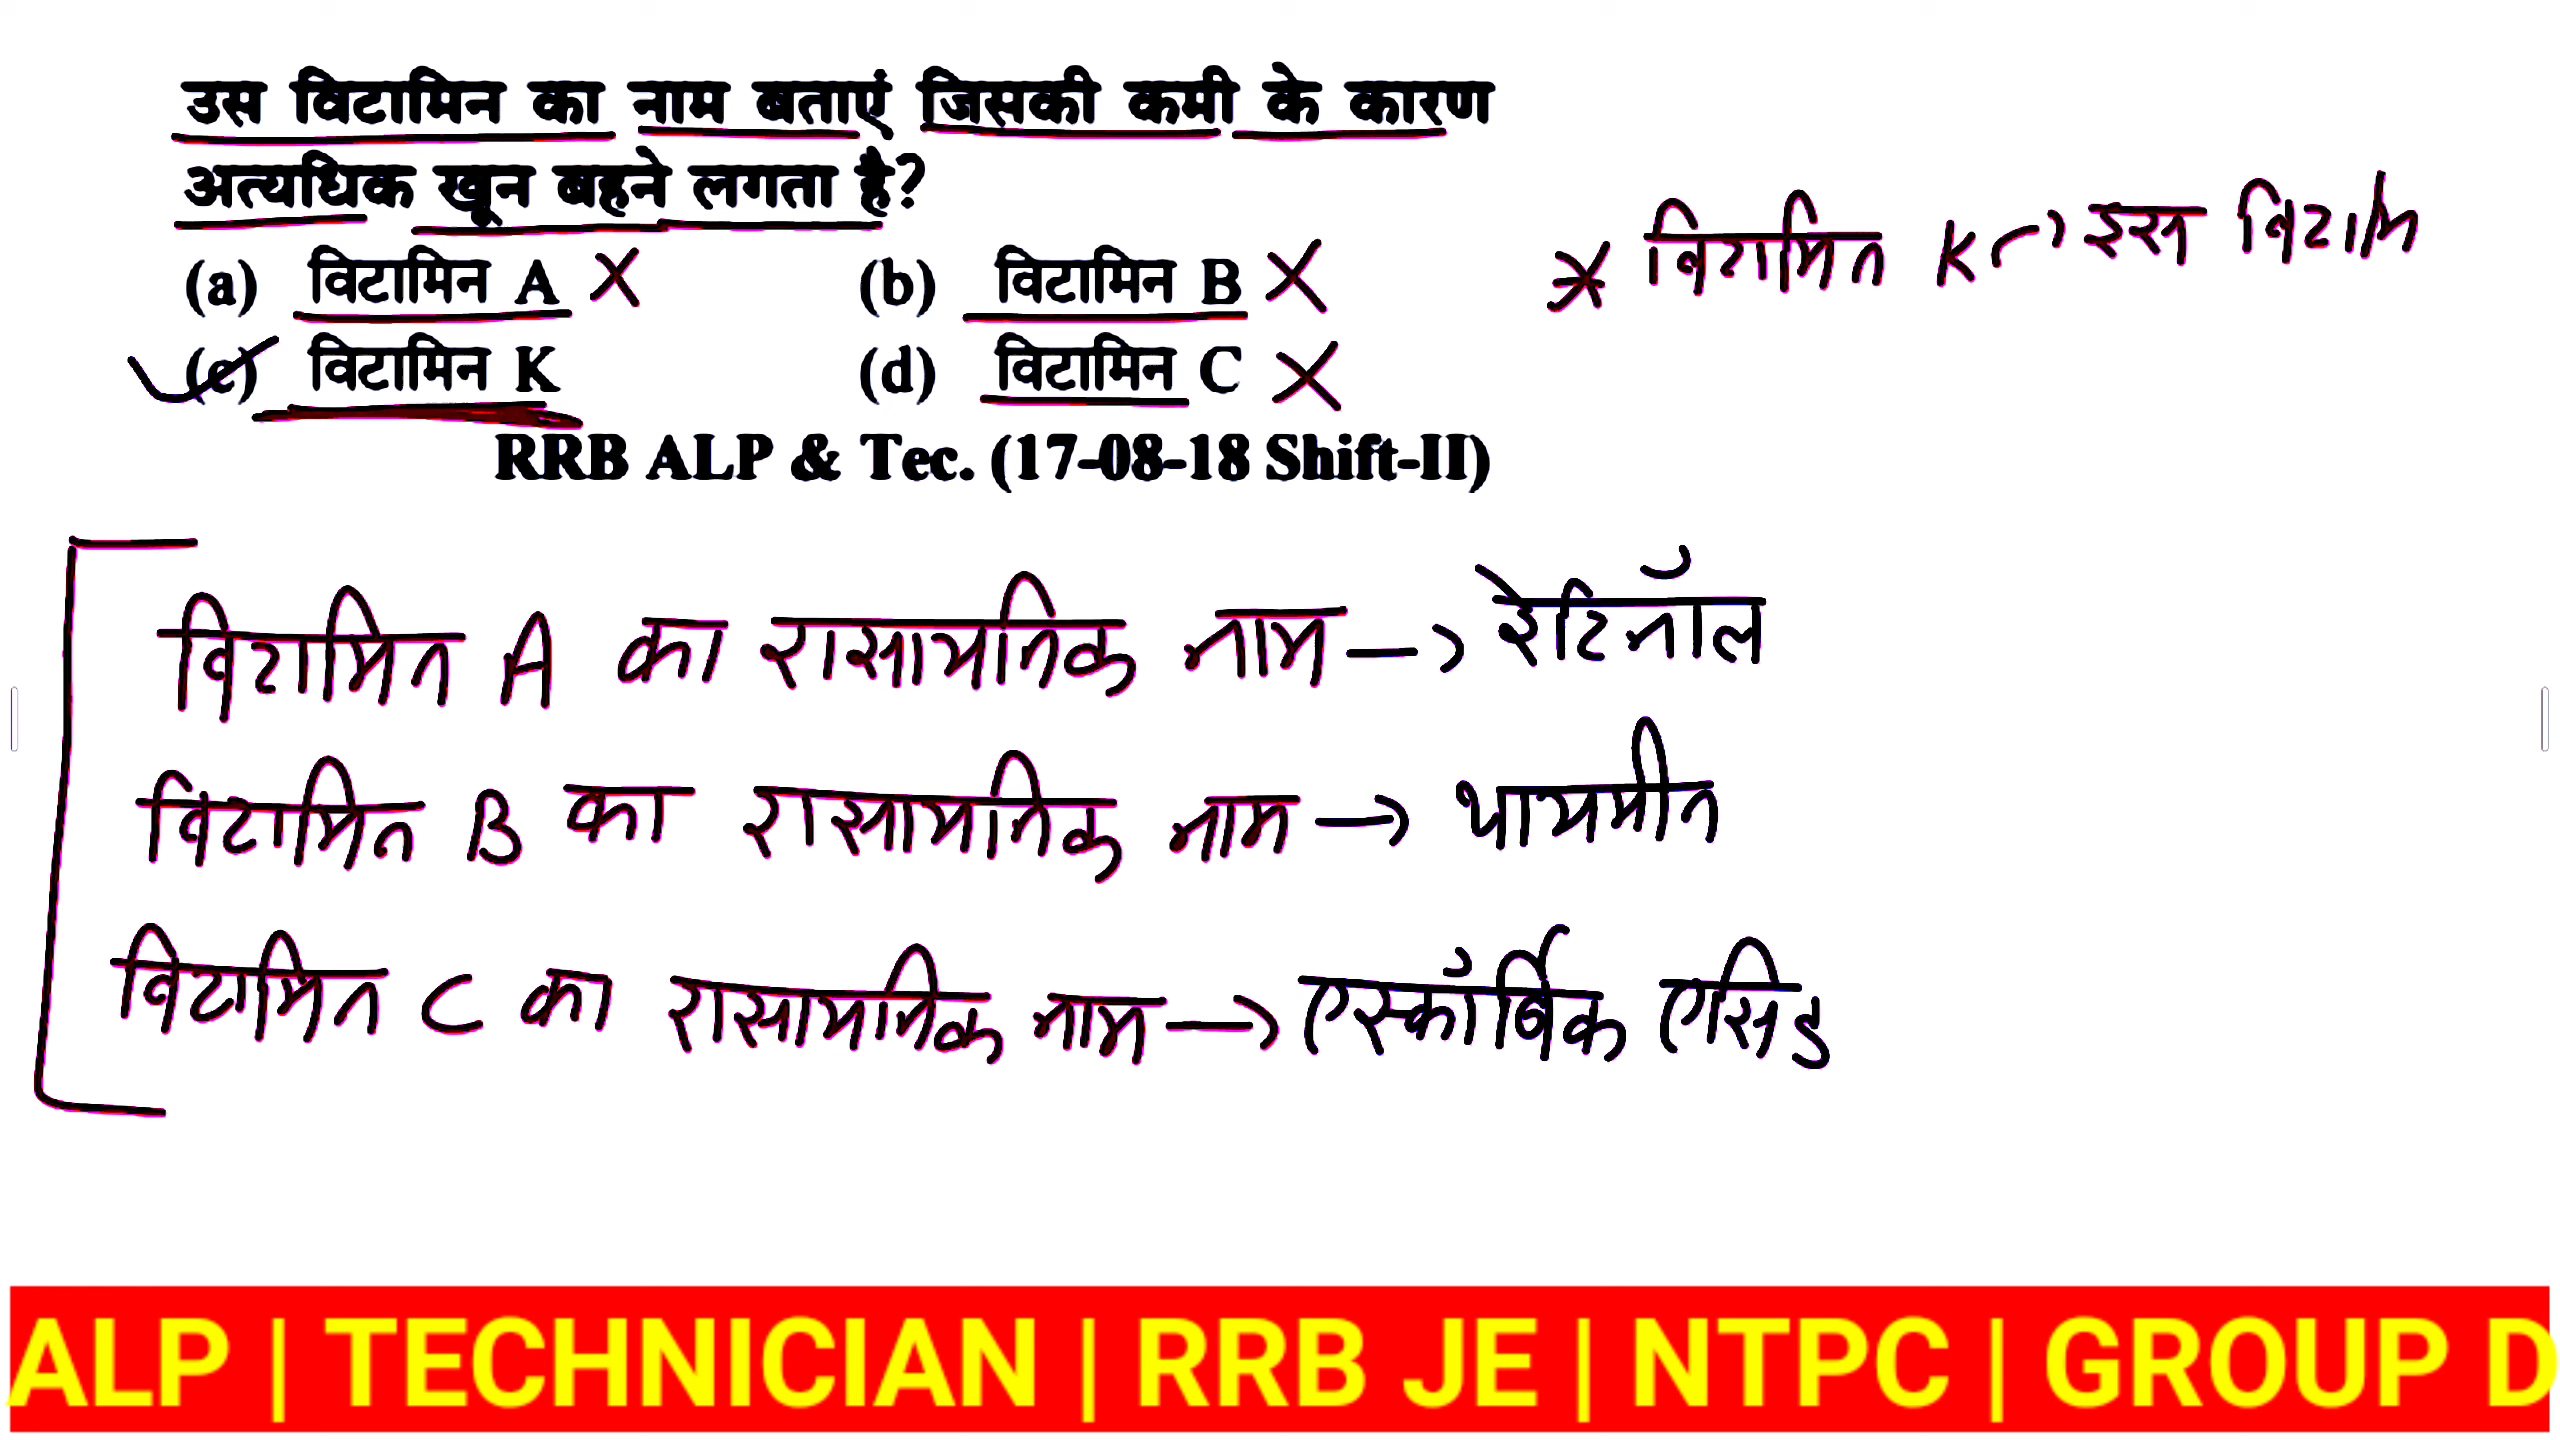 उस विटामिन का नाम बताएं जिसकी कमी के कारण
अत्यधिक खून बहने लगता है?
(a) विटामिन A X (b) विटामिन B X
(c) विटामिन K (d) विटामिन C X
RRB ALP & Tec. (17-08-18 Shift-II)
* विटामिन K → इस विटामि
विटामिन A का रासायनिक नाम → रेटिनॉल
विटामिन B का रासायनिक नाम → थायमीन
विटामिन C का रासायनिक नाम → एस्कॉर्बिक एसिड
ALP | TECHNICIAN | RRB JE | NTPC | GROUP D